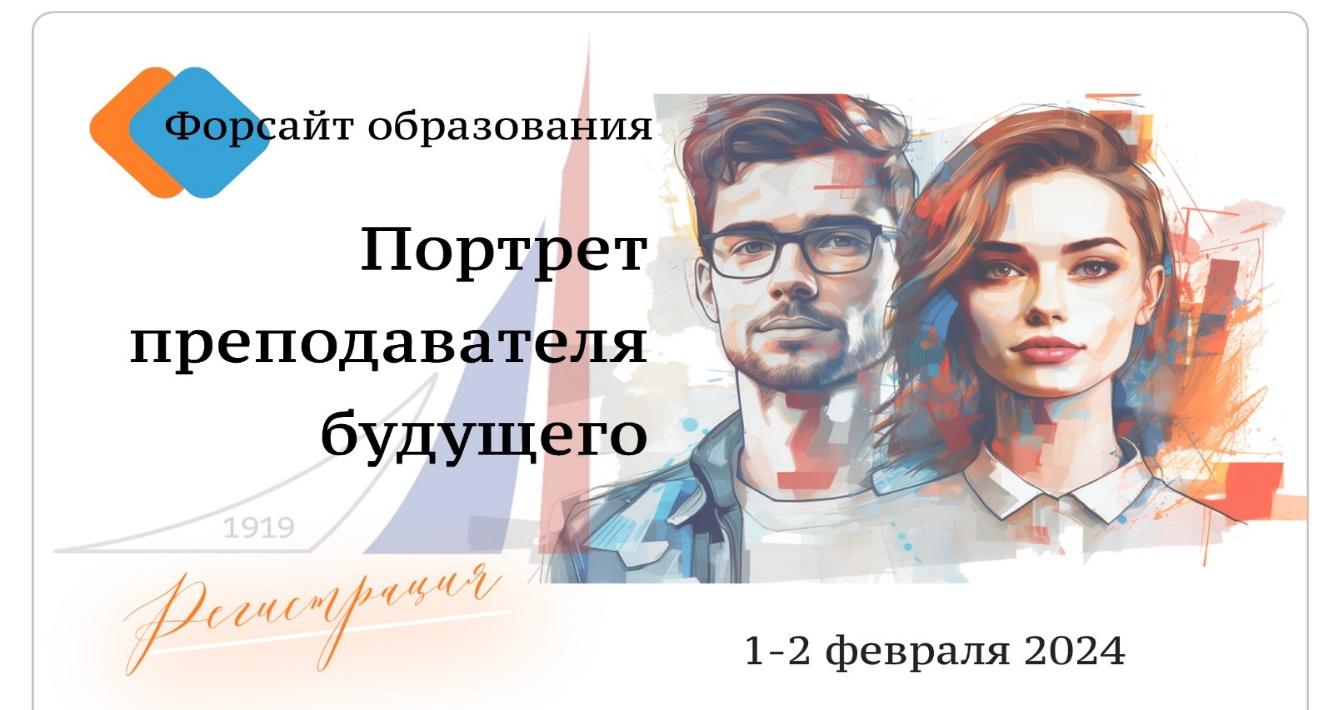 Форсайт образования
Портрет
преподавателя
будущего
1919
Регистрация
1-2 февраля 2024